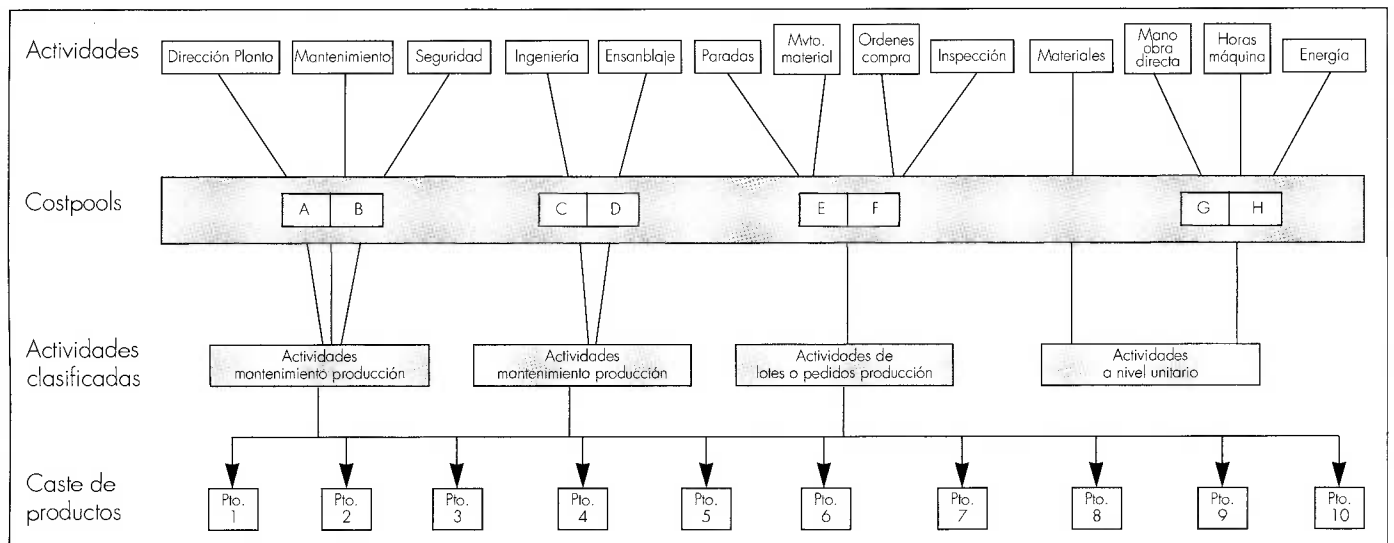 Actividades
Dirección Planto
Mantenimiento
Seguridad
Ingeniería
Ensanblaje
Paradas
Mvto.
material
Ordenes
compra
Inspección
Materiales
Mano
obra
directa
Horas
máquina
Energía
Costpools
A
B
C
D
E
F
G
H
Actividades
clasificadas
Actividades
mantenimiento producción
Actividades
mantenimiento producción
Actividades de
lotes o pedidos producción
Actividades
a nivel unitario
Caste de
productos
Pto.
1
Pto.
2
Pto.
3
Pto.
4
Pto.
5
Pto.
6
Pto.
7
Pto.
8
Pto.
9
Pto.
10